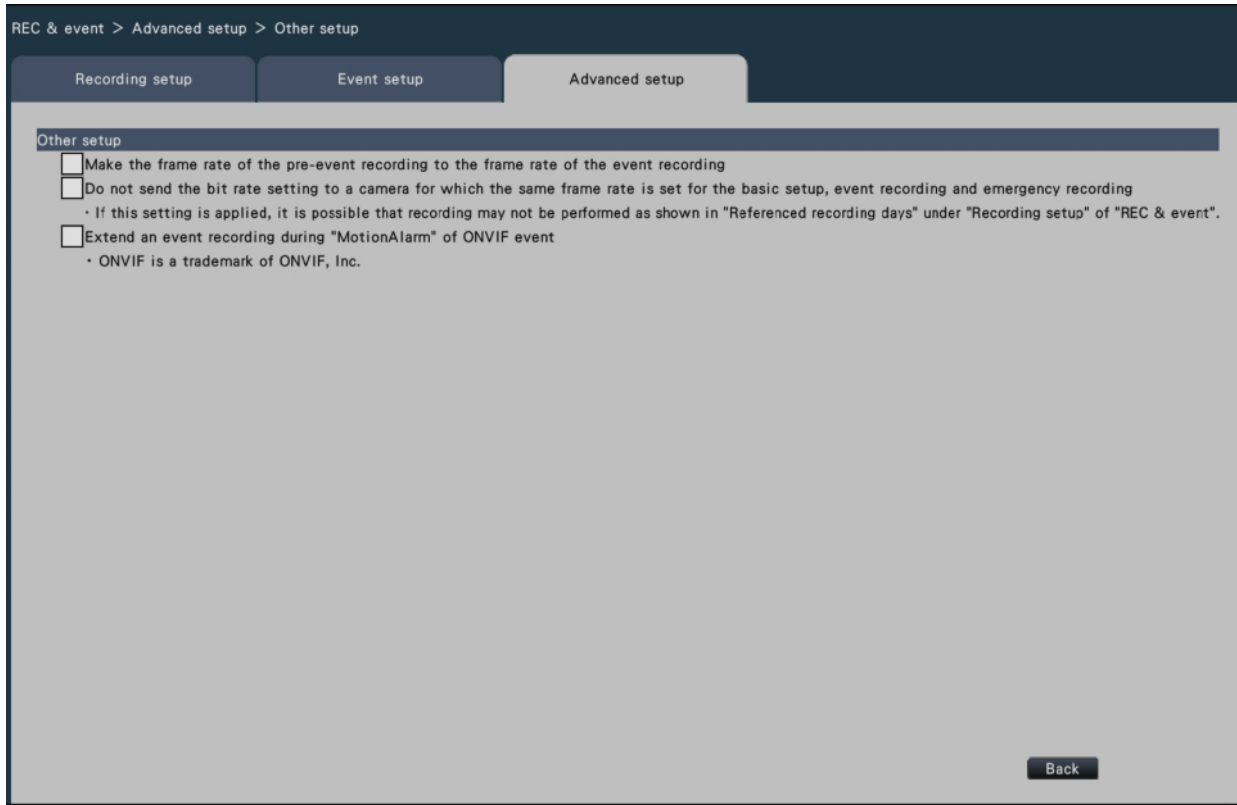 REC & event > Advanced setup > Other setup
Recording setup
Event setup
Advanced setup
Other setup
Make the frame rate of the pre-event recording to the frame rate of the event recording
Do not send the bit rate setting to a camera for which the same frame rate is set for the basic setup, event recording and emergency recording
・If this setting is applied, it is possible that recording may not be performed as shown in "Referenced recording days" under "Recording setup" of "REC & event".
Extend an event recording during "MotionAlarm" of ONVIF event
・ONVIF is a trademark of ONVIF, Inc.
Back